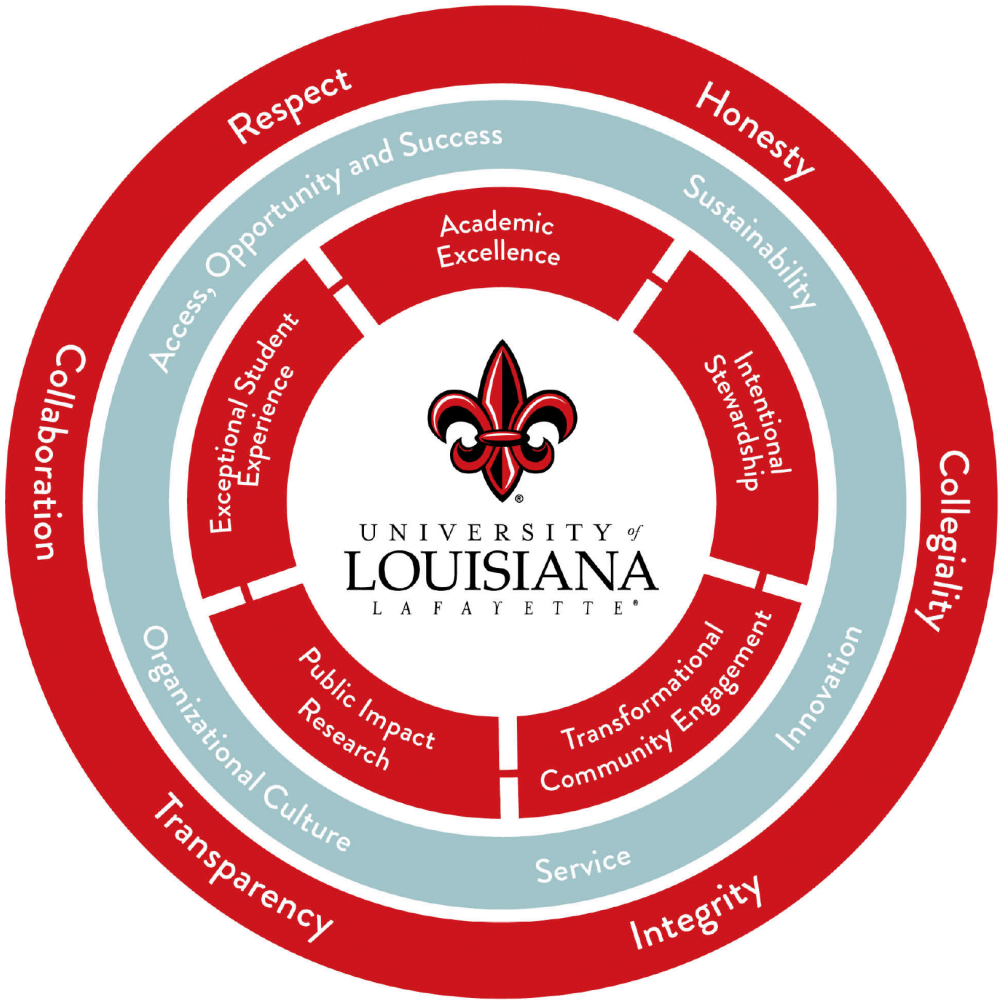 Respect
Honesty
Collegiality
Integrity
Transparency
Collaboration
Access, Opportunity and Success
Sustainability
Innovation
Service
Organizational Culture
Academic
Excellence
Intentional
Stewardship
Transformational
Community Engagement
Public Impact
Research
Exceptional Student
Experience
®
UNIVERSITY of
LOUISIANA
LAFAYETTE®